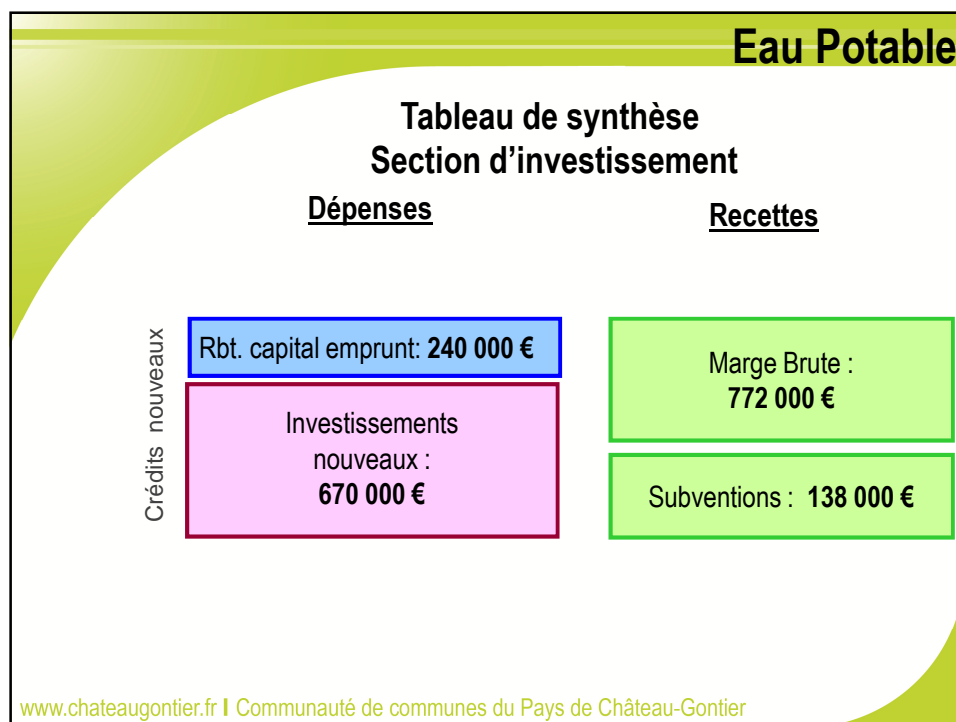 Eau Potable
Tableau de synthèse
Section d’investissement
Dépenses
Recettes
Crédits nouveaux
Rbt. capital emprunt: 240 000 €
Investissements
nouveaux :
670 000 €
Marge Brute :
772 000 €
Subventions : 138 000 €
www.chateaugontier.fr I Communauté de communes du Pays de Château-Gontier